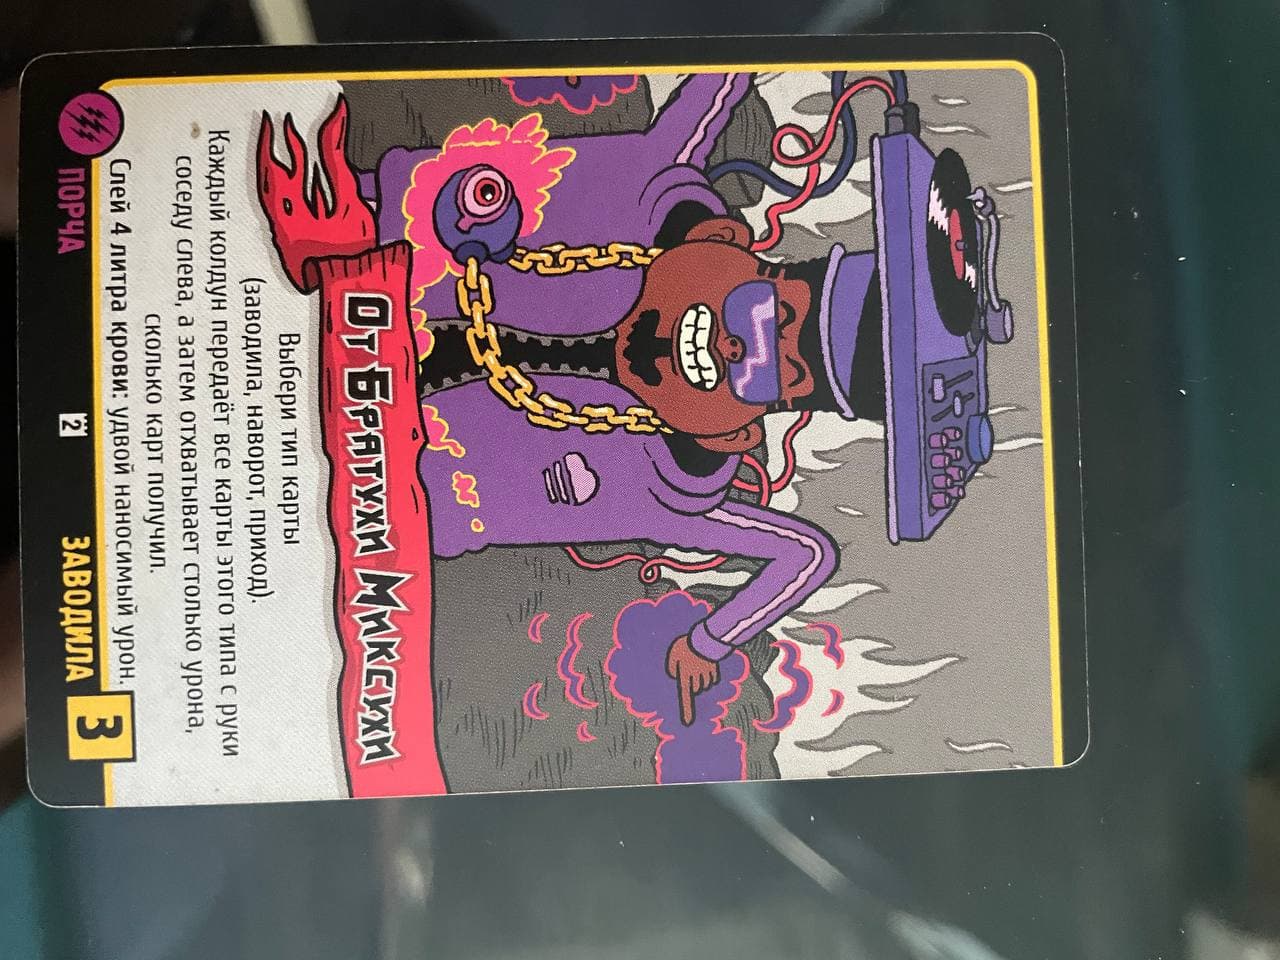 От Братухи Миксухи
Выбери тип карты
(заводила, наворот, приход).
Каждый колдун передаёт все карты этого типа с руки
соседу слева, а затем отхватывает столько урона,
сколько карт получил.
Слей 4 литра крови: удвой наносимый урон.
ПОРЧА
2
ЗАВОДИЛА
3